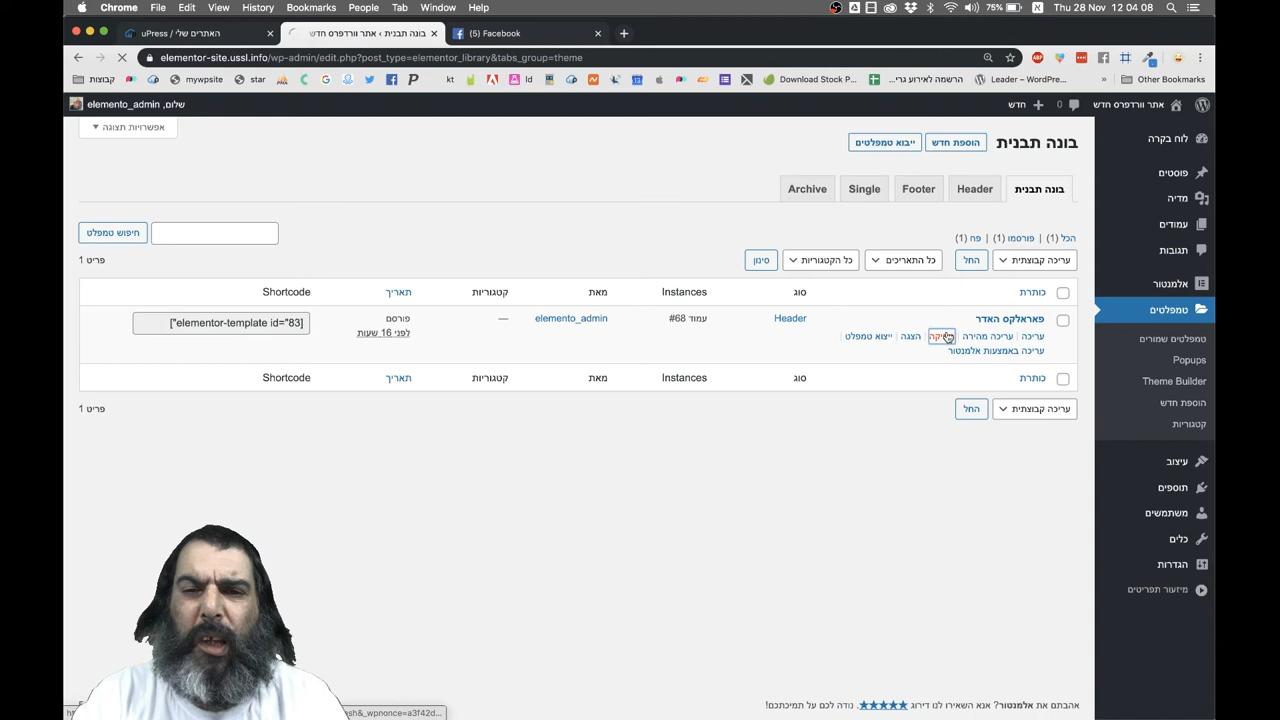 Chrome File Edit View History Bookmarks People Tab Window Help 75% Thu 28 Nov 12 04 08
האתרים שלי / uPress
בונה תבנית ‹ אתר וורדפרס חדש
(5) Facebook
elementor-site.ussl.info/wp-admin/edit.php?post_type=elementor_library&tabs_group=theme
קבוצות mywpsite star kt ld Download Stock P... הרשמה לאירוע גרי... Leader – WordPre... » Other Bookmarks
אתר וורדפרס חדש 0 חדש
שלום, elemento_admin
אפשרויות תצוגה
בונה תבנית
הוספת חדש
ייבוא טמפלטים
בונה תבנית Header Footer Single Archive
הכל (1) | פורסמו (1) | פח (1)
חיפוש טמפלט
עריכה קבוצתית החל כל התאריכים כל הקטגוריות סינון
פריט 1
כותרת סוג Instances מאת קטגוריות תאריך Shortcode
פאראלקס האדר Header עמוד #68 elemento_admin — פורסם
לפני 16 שעות
["elementor-template id="83]
עריכה | עריכה מהירה | | הצגה | ייצוא טמפלט |
עריכה באמצעות אלמנטור
כותרת סוג Instances מאת קטגוריות תאריך Shortcode
עריכה קבוצתית החל
פריט 1
לוח בקרה
פוסטים
מדיה
עמודים
תגובות
אלמנטור
טמפלטים
טמפלטים שמורים
Popups
Theme Builder
הוספת חדש
קטגוריות
עיצוב
תוספים
משתמשים
כלים
הגדרות
מיזעור תפריטים
אהבתם את אלמנטור? אנא השאירו לנו דירוג ★★★★★. נודה לכם על תמיכתכם!
esh&_wpnonce=a3f42d...